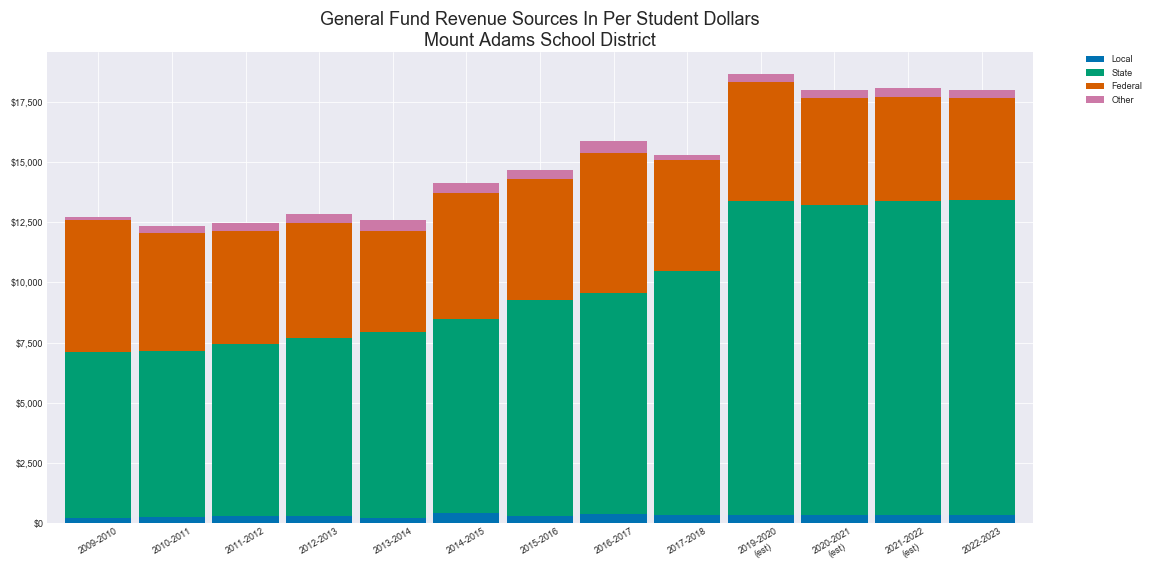 General Fund Revenue Sources In Per Student Dollars
Mount Adams School District
Local
State
Federal
Other
$17,500
$15,000
$12,500
$10,000
$7,500
$5,000
$2,500
$0
2009-2010
2010-2011
2011-2012
2012-2013
2013-2014
2014-2015
2015-2016
2016-2017
2017-2018
2019-2020
(est)
2020-2021
(est)
2021-2022
(est)
2022-2023